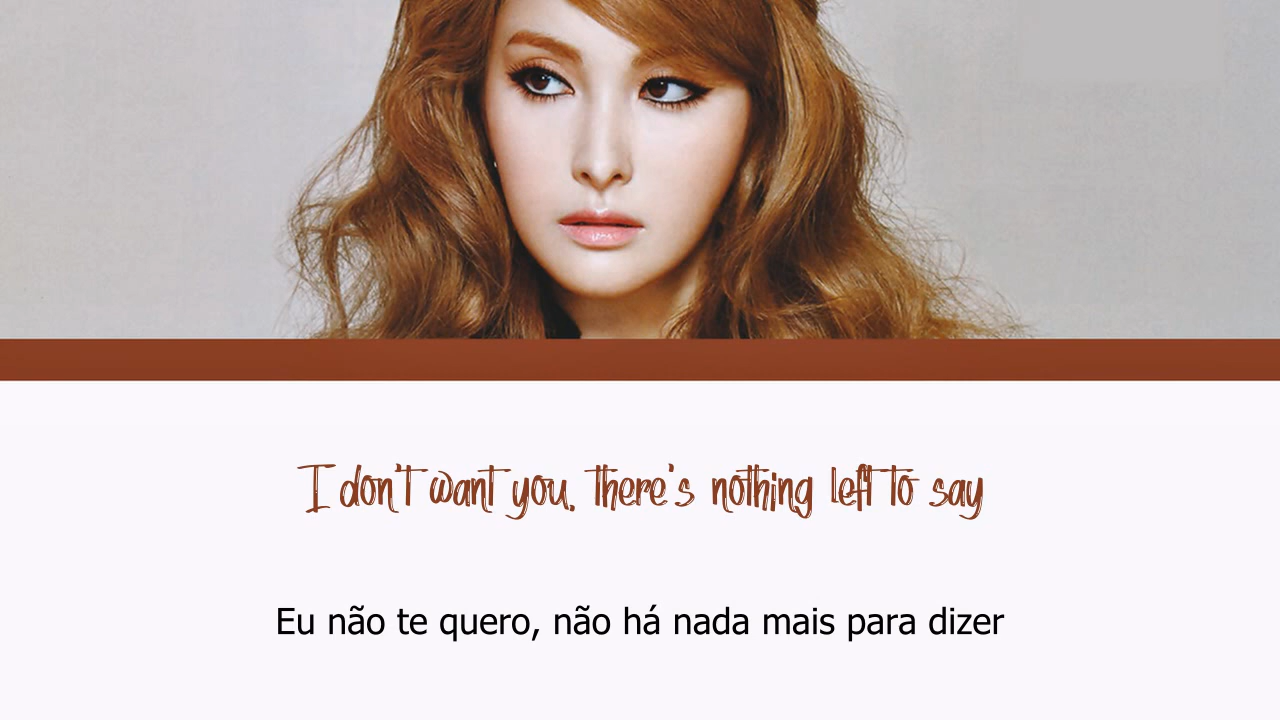 I don't want you, there's nothing left to say
Eu não te quero, não há nada mais para dizer